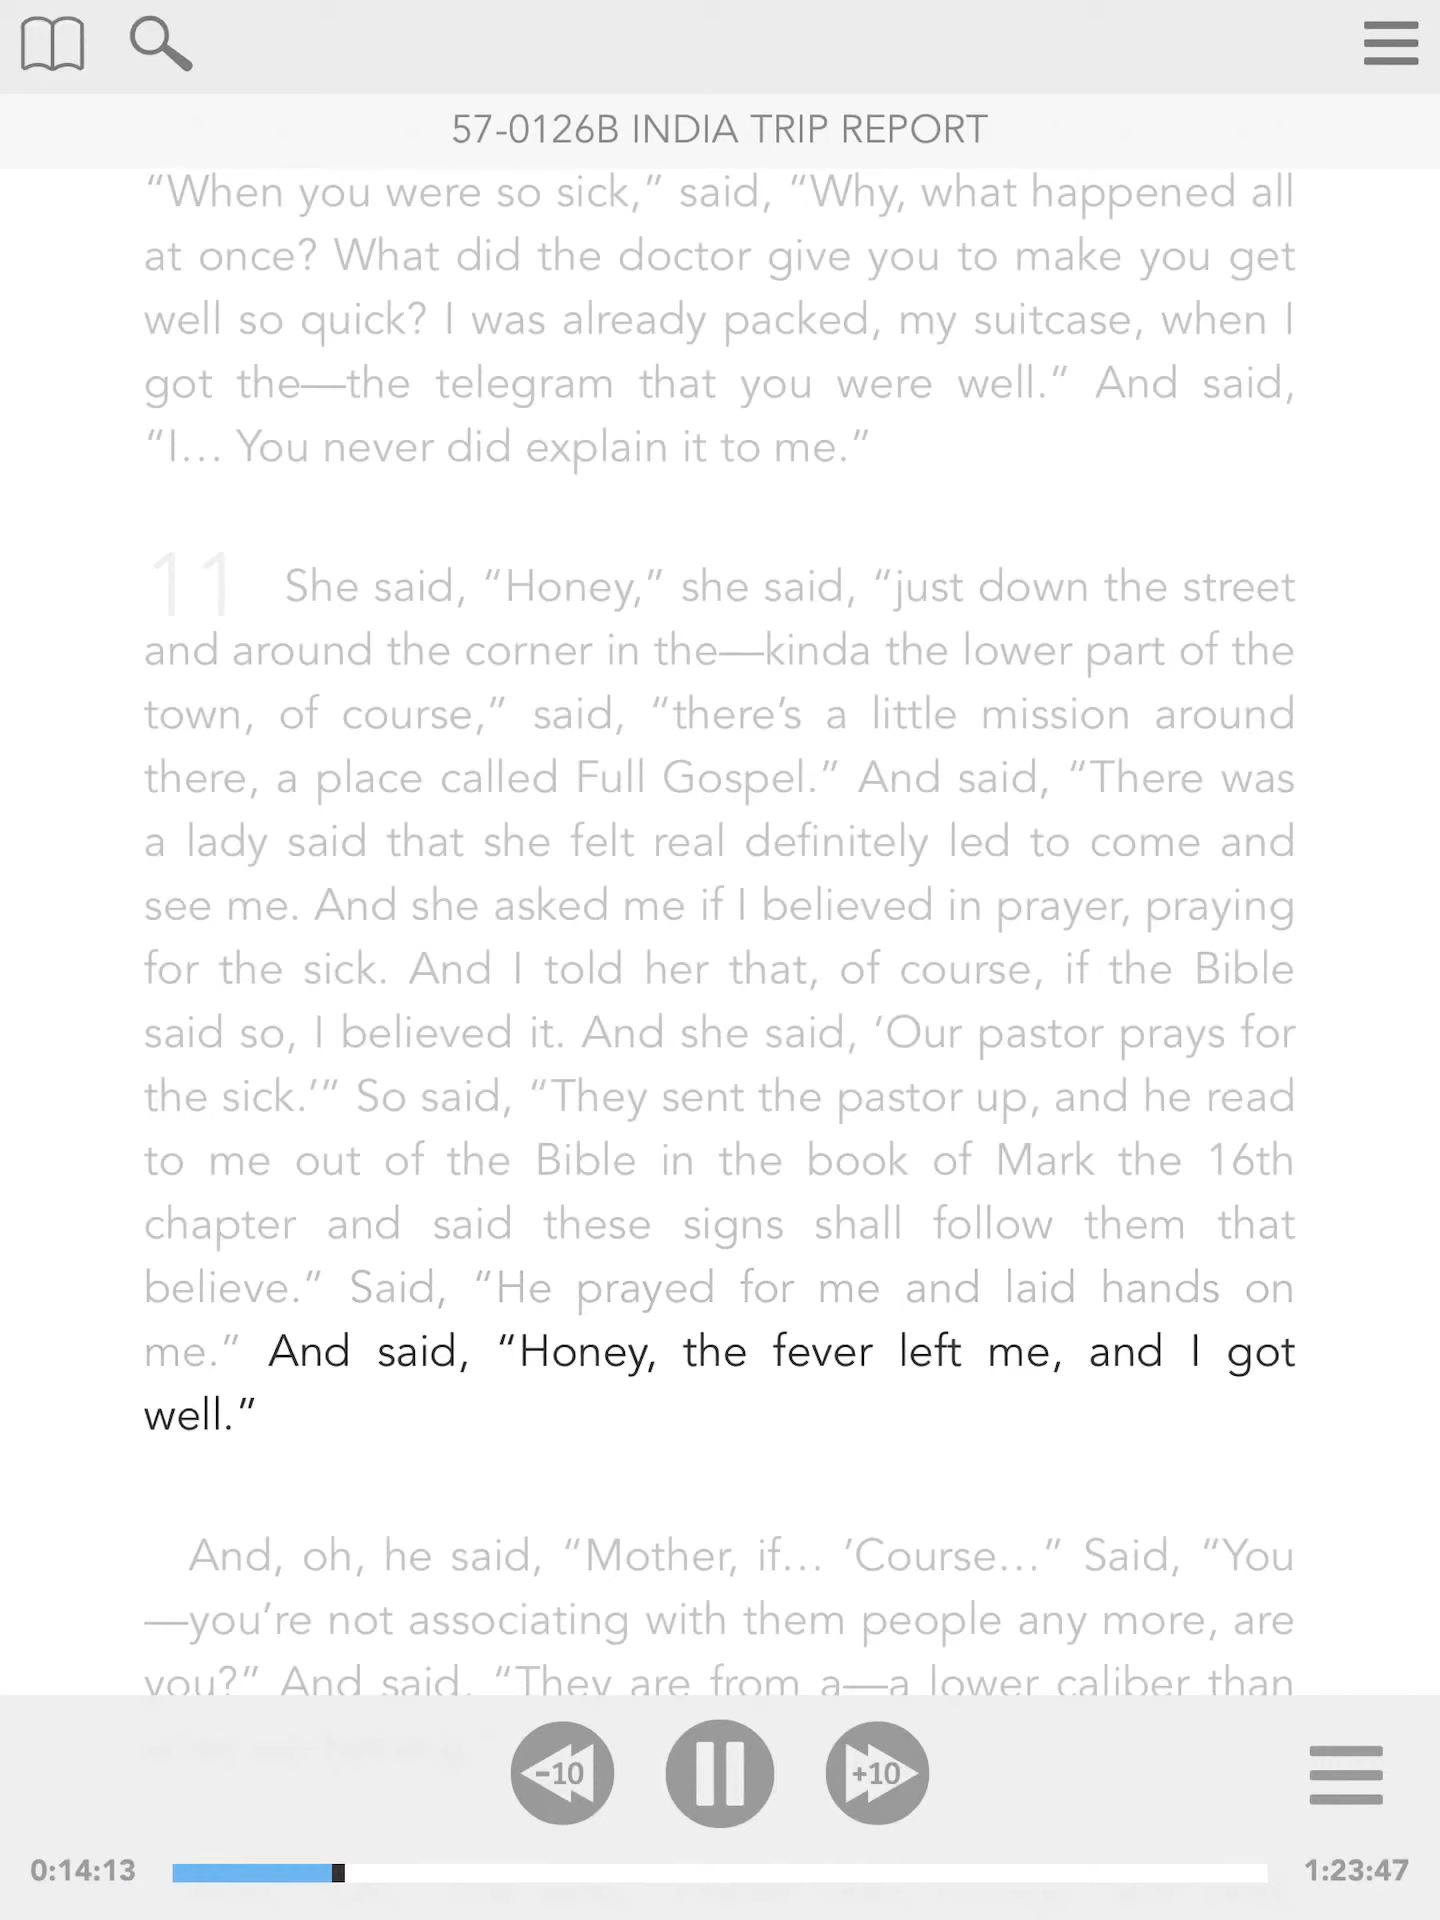 57-0126B INDIA TRIP REPORT
“When you were so sick,” said, “Why, what happened all
at once? What did the doctor give you to make you get
well so quick? I was already packed, my suitcase, when I
got the—the telegram that you were well.” And said,
“I… You never did explain it to me.”
11 She said, “Honey,” she said, “just down the street
and around the corner in the—kinda the lower part of the
town, of course,” said, “there’s a little mission around
there, a place called Full Gospel.” And said, “There was
a lady said that she felt real definitely led to come and
see me. And she asked me if I believed in prayer, praying
for the sick. And I told her that, of course, if the Bible
said so, I believed it. And she said, ‘Our pastor prays for
the sick.’” So said, “They sent the pastor up, and he read
to me out of the Bible in the book of Mark the 16th
chapter and said these signs shall follow them that
believe.” Said, “He prayed for me and laid hands on
me.” And said, “Honey, the fever left me, and I got
well.”
And, oh, he said, “Mother, if… ’Course…” Said, “You
—you’re not associating with them people any more, are
you?” And said, “They are from a—a lower caliber than
-10
+10
0:14:13
1:23:47